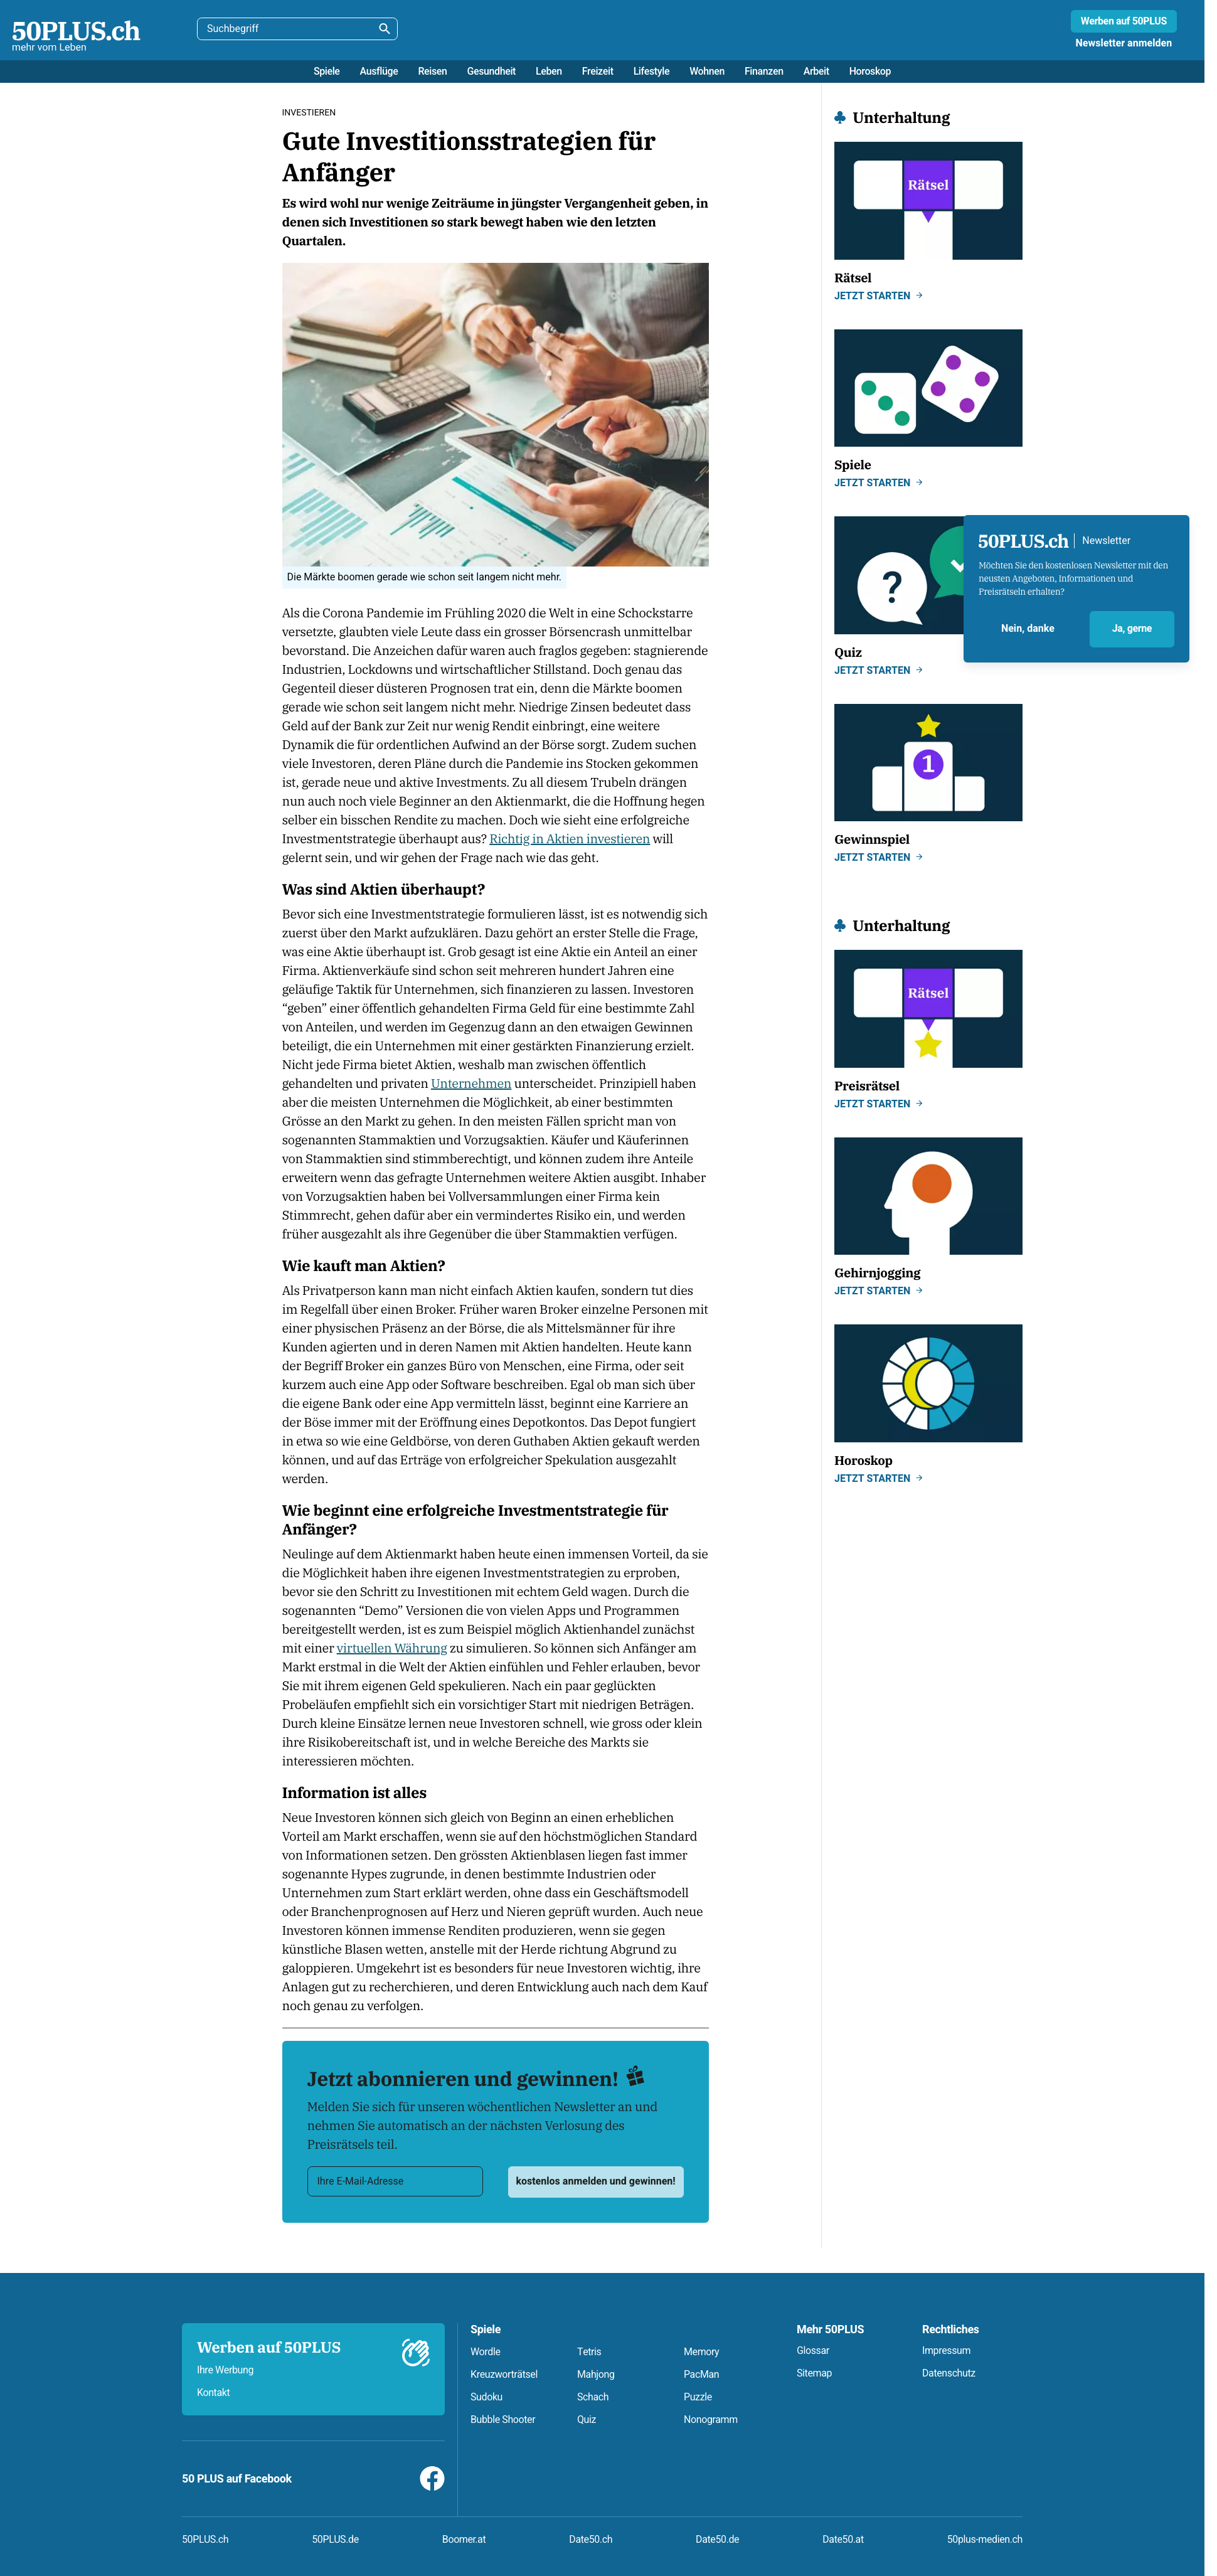 50PLUS.ch
mehr vom Leben
Suchbegriff
Werben auf 50PLUS
Newsletter anmelden
Spiele Ausflüge Reisen Gesundheit Leben Freizeit Lifestyle Wohnen Finanzen Arbeit Horoskop
INVESTIEREN
Gute Investitionsstrategien für
Anfänger
Es wird wohl nur wenige Zeiträume in jüngster Vergangenheit geben, in
denen sich Investitionen so stark bewegt haben wie den letzten
Quartalen.
Die Märkte boomen gerade wie schon seit langem nicht mehr.
Als die Corona Pandemie im Frühling 2020 die Welt in eine Schockstarre
versetzte, glaubten viele Leute dass ein grosser Börsencrash unmittelbar
bevorstand. Die Anzeichen dafür waren auch fraglos gegeben: stagnierende
Industrien, Lockdowns und wirtschaftlicher Stillstand. Doch genau das
Gegenteil dieser düsteren Prognosen trat ein, denn die Märkte boomen
gerade wie schon seit langem nicht mehr. Niedrige Zinsen bedeutet dass
Geld auf der Bank zur Zeit nur wenig Rendit einbringt, eine weitere
Dynamik die für ordentlichen Aufwind an der Börse sorgt. Zudem suchen
viele Investoren, deren Pläne durch die Pandemie ins Stocken gekommen
ist, gerade neue und aktive Investments. Zu all diesem Trubeln drängen
nun auch noch viele Beginner an den Aktienmarkt, die die Hoffnung hegen
selber ein bisschen Rendite zu machen. Doch wie sieht eine erfolgreiche
Investmentstrategie überhaupt aus? Richtig in Aktien investieren will
gelernt sein, und wir gehen der Frage nach wie das geht.
Was sind Aktien überhaupt?
Bevor sich eine Investmentstrategie formulieren lässt, ist es notwendig sich
zuerst über den Markt aufzuklären. Dazu gehört an erster Stelle die Frage,
was eine Aktie überhaupt ist. Grob gesagt ist eine Aktie ein Anteil an einer
Firma. Aktienverkäufe sind schon seit mehreren hundert Jahren eine
geläufige Taktik für Unternehmen, sich finanzieren zu lassen. Investoren
“geben” einer öffentlich gehandelten Firma Geld für eine bestimmte Zahl
von Anteilen, und werden im Gegenzug dann an den etwaigen Gewinnen
beteiligt, die ein Unternehmen mit einer gestärkten Finanzierung erzielt.
Nicht jede Firma bietet Aktien, weshalb man zwischen öffentlich
gehandelten und privaten Unternehmen unterscheidet. Prinzipiell haben
aber die meisten Unternehmen die Möglichkeit, ab einer bestimmten
Grösse an den Markt zu gehen. In den meisten Fällen spricht man von
sogenannten Stammaktien und Vorzugsaktien. Käufer und Käuferinnen
von Stammaktien sind stimmberechtigt, und können zudem ihre Anteile
erweitern wenn das gefragte Unternehmen weitere Aktien ausgibt. Inhaber
von Vorzugsaktien haben bei Vollversammlungen einer Firma kein
Stimmrecht, gehen dafür aber ein vermindertes Risiko ein, und werden
früher ausgezahlt als ihre Gegenüber die über Stammaktien verfügen.
Wie kauft man Aktien?
Als Privatperson kann man nicht einfach Aktien kaufen, sondern tut dies
im Regelfall über einen Broker. Früher waren Broker einzelne Personen mit
einer physischen Präsenz an der Börse, die als Mittelsmänner für ihre
Kunden agierten und in deren Namen mit Aktien handelten. Heute kann
der Begriff Broker ein ganzes Büro von Menschen, eine Firma, oder seit
kurzem auch eine App oder Software beschreiben. Egal ob man sich über
die eigene Bank oder eine App vermitteln lässt, beginnt eine Karriere an
der Böse immer mit der Eröffnung eines Depotkontos. Das Depot fungiert
in etwa so wie eine Geldbörse, von deren Guthaben Aktien gekauft werden
können, und auf das Erträge von erfolgreicher Spekulation ausgezahlt
werden.
Wie beginnt eine erfolgreiche Investmentstrategie für
Anfänger?
Neulinge auf dem Aktienmarkt haben heute einen immensen Vorteil, da sie
die Möglichkeit haben ihre eigenen Investmentstrategien zu erproben,
bevor sie den Schritt zu Investitionen mit echtem Geld wagen. Durch die
sogenannten “Demo” Versionen die von vielen Apps und Programmen
bereitgestellt werden, ist es zum Beispiel möglich Aktienhandel zunächst
mit einer virtuellen Währung zu simulieren. So können sich Anfänger am
Markt erstmal in die Welt der Aktien einfühlen und Fehler erlauben, bevor
Sie mit ihrem eigenen Geld spekulieren. Nach ein paar geglückten
Probeläufen empfiehlt sich ein vorsichtiger Start mit niedrigen Beträgen.
Durch kleine Einsätze lernen neue Investoren schnell, wie gross oder klein
ihre Risikobereitschaft ist, und in welche Bereiche des Markts sie
interessieren möchten.
Information ist alles
Neue Investoren können sich gleich von Beginn an einen erheblichen
Vorteil am Markt erschaffen, wenn sie auf den höchstmöglichen Standard
von Informationen setzen. Den grössten Aktienblasen liegen fast immer
sogenannte Hypes zugrunde, in denen bestimmte Industrien oder
Unternehmen zum Start erklärt werden, ohne dass ein Geschäftsmodell
oder Branchenprognosen auf Herz und Nieren geprüft wurden. Auch neue
Investoren können immense Renditen produzieren, wenn sie gegen
künstliche Blasen wetten, anstelle mit der Herde richtung Abgrund zu
galoppieren. Umgekehrt ist es besonders für neue Investoren wichtig, ihre
Anlagen gut zu recherchieren, und deren Entwicklung auch nach dem Kauf
noch genau zu verfolgen.
Jetzt abonnieren und gewinnen!
Melden Sie sich für unseren wöchentlichen Newsletter an und
nehmen Sie automatisch an der nächsten Verlosung des
Preisrätsels teil.
Ihre E-Mail-Adresse
kostenlos anmelden und gewinnen!
Unterhaltung
Rätsel
Rätsel
JETZT STARTEN
Spiele
JETZT STARTEN
?
Quiz
JETZT STARTEN
50PLUS.ch Newsletter
Möchten Sie den kostenlosen Newsletter mit den
neusten Angeboten, Informationen und
Preisrätseln erhalten?
Nein, danke
Ja, gerne
1
Gewinnspiel
JETZT STARTEN
Unterhaltung
Rätsel
Preisrätsel
JETZT STARTEN
Gehirnjogging
JETZT STARTEN
Horoskop
JETZT STARTEN
Werben auf 50PLUS
Ihre Werbung
Kontakt
50 PLUS auf Facebook
Spiele
Wordle Tetris Memory
Kreuzworträtsel Mahjong PacMan
Sudoku Schach Puzzle
Bubble Shooter Quiz Nonogramm
Mehr 50PLUS
Glossar
Sitemap
Rechtliches
Impressum
Datenschutz
50PLUS.ch 50PLUS.de Boomer.at Date50.ch Date50.de Date50.at 50plus-medien.ch